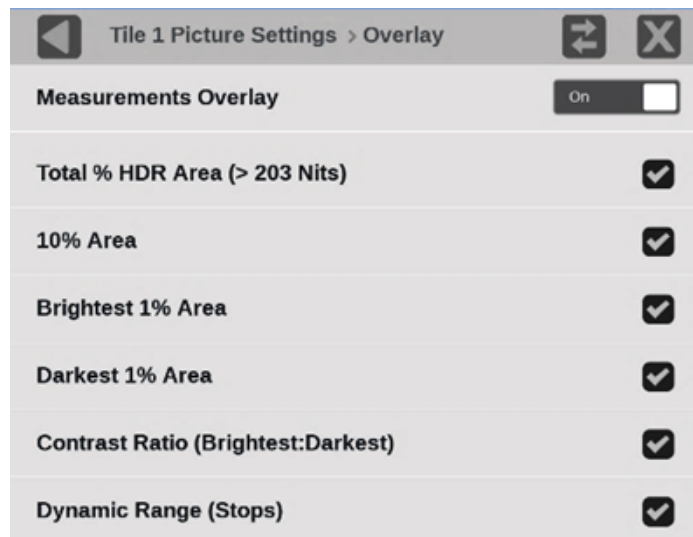 Tile 1 Picture Settings > Overlay
Measurements Overlay
On
Total % HDR Area (> 203 Nits)
10% Area
Brightest 1% Area
Darkest 1% Area
Contrast Ratio (Brightest:Darkest)
Dynamic Range (Stops)